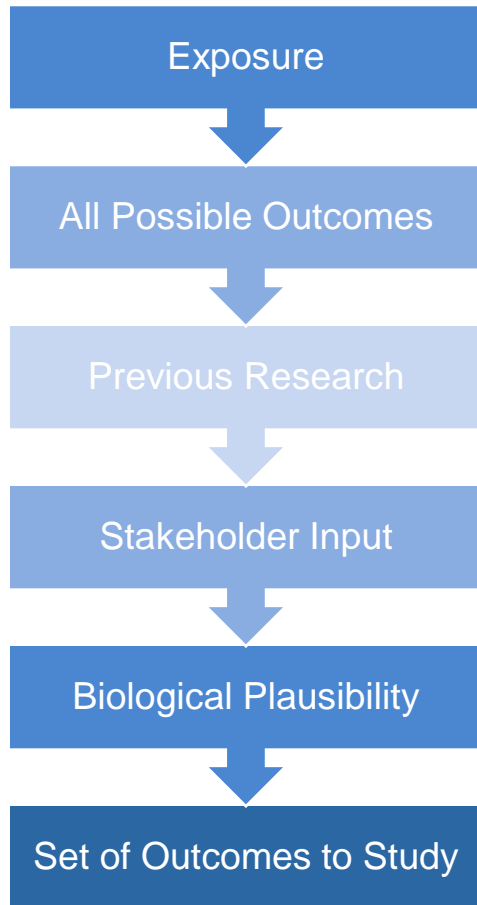 Exposure
All Possible Outcomes
Previous Research
Stakeholder Input
Biological Plausibility
Set of Outcomes to Study